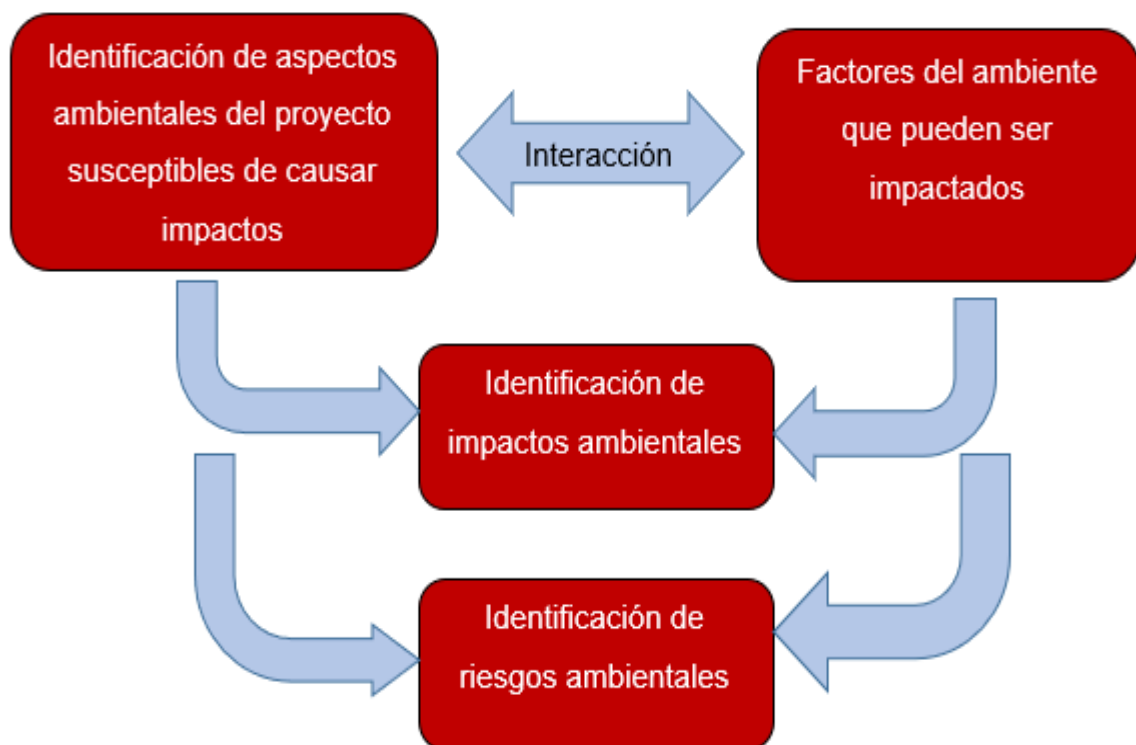 Identificación de aspectos
ambientales del proyecto
susceptibles de causar
impactos
Interacción
Factores del ambiente
que pueden ser
impactados
Identificación de
impactos ambientales
Identificación de
riesgos ambientales